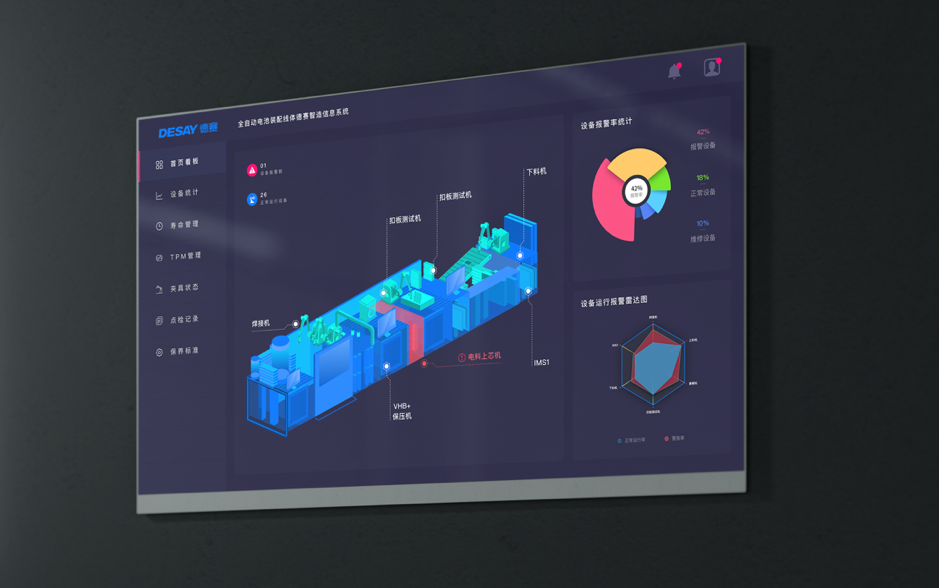 DESAY 德赛
全自动电池装配线体德赛智造信息系统
首页看板
设备统计
寿命管理
TPM管理
夹具状态
点检记录
保养标准
01
设备报警数
26
正常运行设备
扣板测试机
扣板测试机
下料机
焊接机
电料上芯机
IMS1
VHB+
保压机
设备报警率统计
42%
报警率
42%
报警设备
18%
正常设备
10%
维修设备
设备运行报警雷达图
正常运行率
警报率